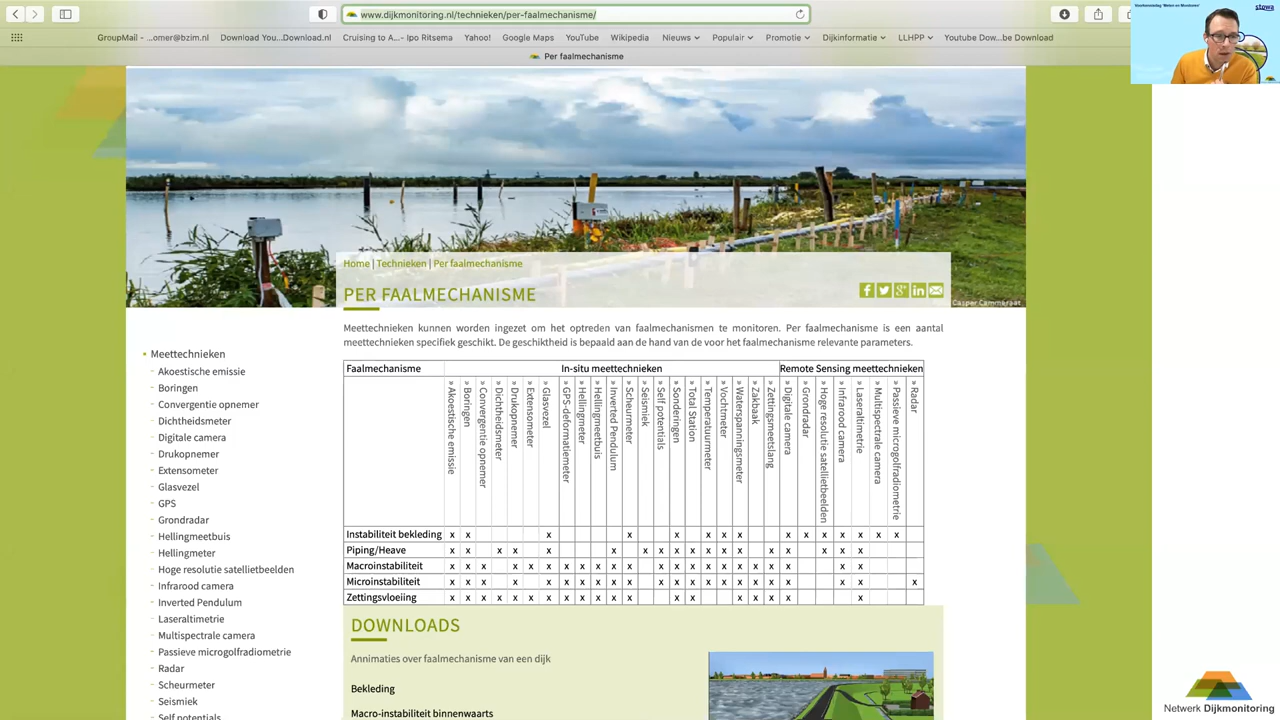 www.dijkmonitoring.nl/technieken/per-faalmechanisme/
GroupMail - ...omer@bzim.nl Download You...Download.nl Cruising to A... - Ipo Ritsema Yahoo! Google Maps YouTube Wikipedia Nieuws Populair Promotie Dijkinformatie LLHPP Youtube Dow...be Download
Per faalmechanisme
stowa
Home | Technieken | Per faalmechanisme
PER FAALMECHANISME
Casper Cammeraat
Meettechnieken kunnen worden ingezet om het optreden van faalmechanismen te monitoren. Per faalmechanisme is een aantal
meettechnieken specifiek geschikt. De geschiktheid is bepaald aan de hand van de voor het faalmechanisme relevante parameters.
Meettechnieken
Akoestische emissie
Boringen
Convergentie opnemer
Dichtheidsmeter
Digitale camera
Drukopnemer
Extensometer
Glasvezel
GPS
Grondradar
Hellingmeetbuis
Hellingmeter
Hoge resolutie satellietbeelden
Infrarood camera
Inverted Pendulum
Laseraltimetrie
Multispectrale camera
Passieve microgolfradiometrie
Radar
Scheurmeter
Seismiek
Self potentials
Faalmechanisme In-situ meettechnieken Remote Sensing meettechnieken
» Akoestische emissie
» Boringen
» Convergentie opnemer
» Dichtheidsmeter
» Drukopnemer
» Extensometer
» Glasvezel
» GPS-deformatiemeter
» Hellingmeter
» Hellingmeetbuis
» Inverted Pendulum
» Scheurmeter
» Seismiek
» Self potentials
» Sonderingen
» Total Station
» Temperatuurmeter
» Vochtmeter
» Waterspanningsmeter
» Zakbaak
» Zettingsmeetslang
» Digitale camera
» Grondradar
» Hoge resolutie satellietbeelden
» Infrarood camera
» Laseraltimetrie
» Multispectrale camera
» Passieve microgolfradiometrie
» Radar
Instabiliteit bekleding x x x x x x x x x x x x x x x
Piping/Heave x x x x x x x x x x x x x x x x x x
Macroinstabiliteit x x x x x x x x x x x x x x x x x x x x x x
Microinstabiliteit x x x x x x x x x x x x x x x x x x x x x
Zettingsvloeiing x x x x x x x x x x x x x x x x x x x
DOWNLOADS
Annimaties over faalmechanisme van een dijk
Bekleding
Macro-instabiliteit binnenwaarts
Netwerk Dijkmonitoring